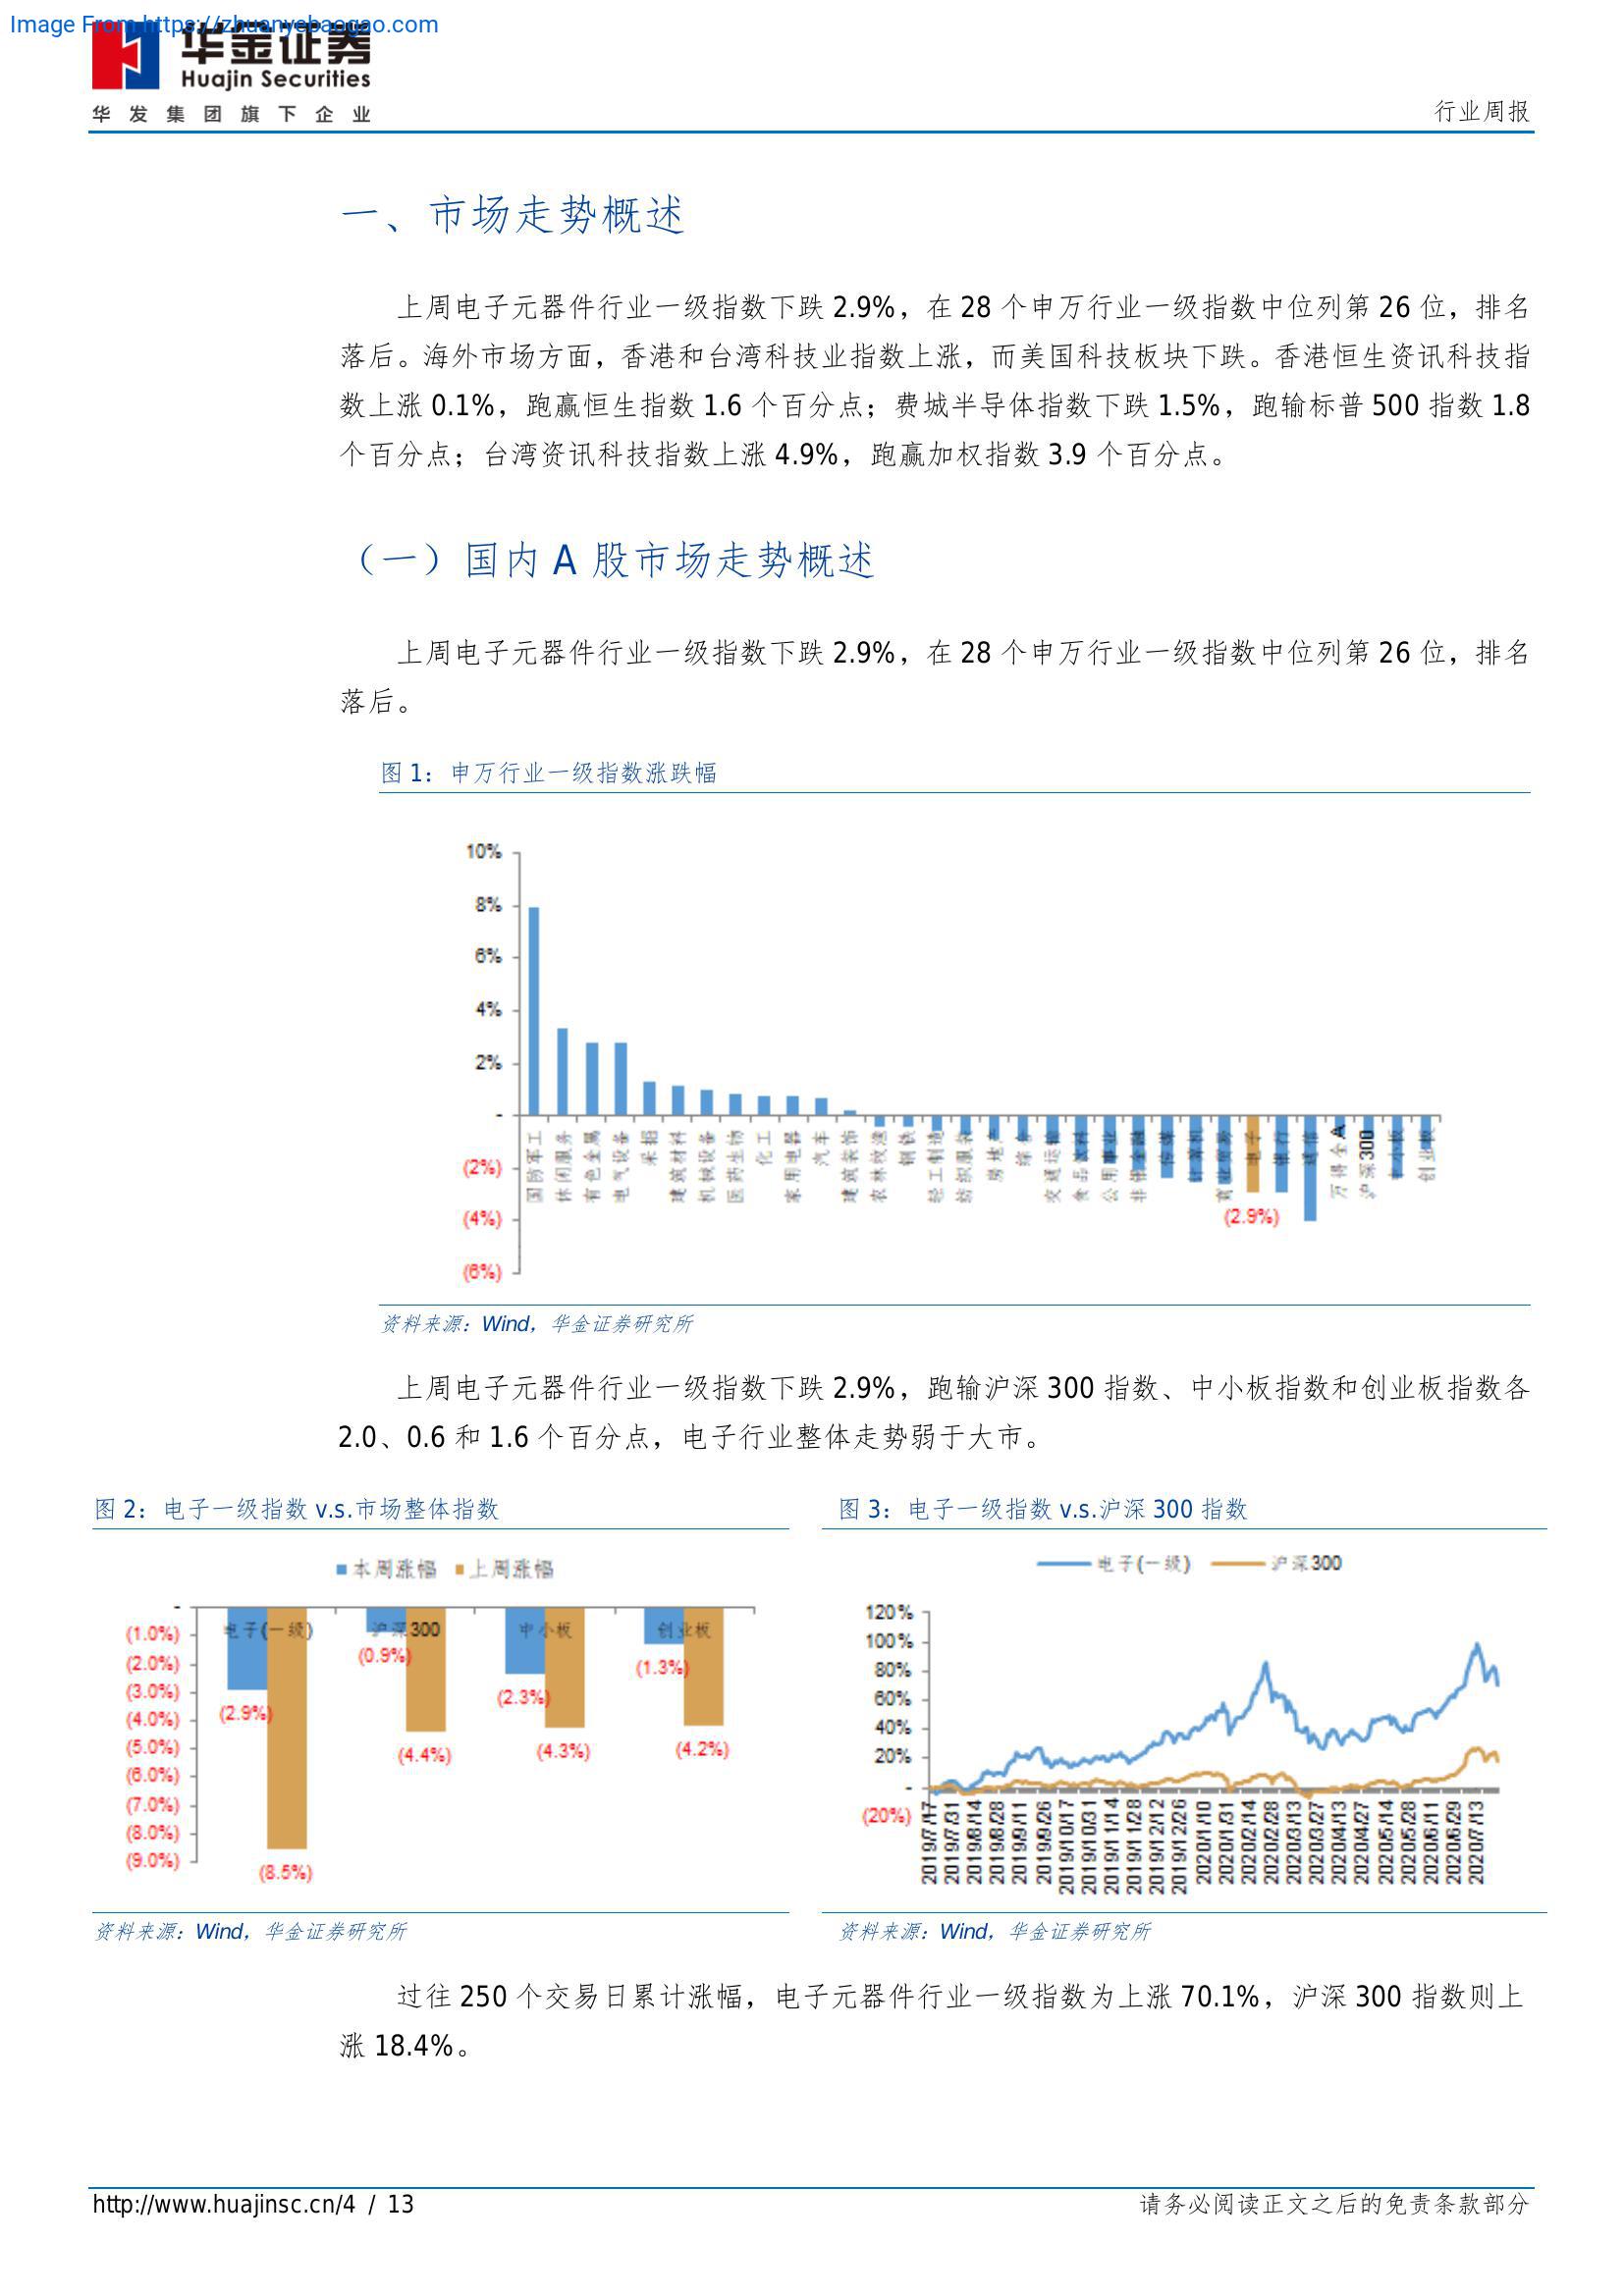 Image From https://zhuanyebaogao.com
华金证券
Huajin Securities
华发集团旗下企业
行业周报
一、市场走势概述
上周电子元器件行业一级指数下跌 2.9%，在 28 个申万行业一级指数中位列第 26 位，排名
落后。海外市场方面，香港和台湾科技业指数上涨，而美国科技板块下跌。香港恒生资讯科技指
数上涨 0.1%，跑赢恒生指数 1.6 个百分点；费城半导体指数下跌 1.5%，跑输标普 500 指数 1.8
个百分点；台湾资讯科技指数上涨 4.9%，跑赢加权指数 3.9 个百分点。
（一）国内 A 股市场走势概述
上周电子元器件行业一级指数下跌 2.9%，在 28 个申万行业一级指数中位列第 26 位，排名
落后。
图 1：申万行业一级指数涨跌幅
10%
8%
6%
4%
2%
-
(2%)
(4%)
(6%)
国防军工
休闲服务
有色金属
电气设备
采掘
建筑材料
机械设备
医药生物
化工
家用电器
汽车
建筑装饰
农林牧渔
钢铁
轻工制造
纺织服装
房地产
综合
交通运输
食品饮料
公用事业
非银金融
传媒
计算机
商业贸易
电子
银行
通信
万得全A
沪深300
中小板
创业板
(2.9%)
资料来源：Wind，华金证券研究所
上周电子元器件行业一级指数下跌 2.9%，跑输沪深 300 指数、中小板指数和创业板指数各
2.0、0.6 和 1.6 个百分点，电子行业整体走势弱于大市。
图 2：电子一级指数 v.s.市场整体指数
本周涨幅 上周涨幅
-
(1.0%)
(2.0%)
(3.0%)
(4.0%)
(5.0%)
(6.0%)
(7.0%)
(8.0%)
(9.0%)
电子(一级) 沪深300 中小板 创业板
(2.9%) (0.9%) (2.3%) (1.3%)
(8.5%) (4.4%) (4.3%) (4.2%)
资料来源：Wind，华金证券研究所
图 3：电子一级指数 v.s.沪深 300 指数
电子(一级) 沪深300
120%
100%
80%
60%
40%
20%
-
(20%)
2019/7/17
2019/7/31
2019/8/14
2019/8/28
2019/9/11
2019/9/26
2019/10/17
2019/10/31
2019/11/14
2019/11/28
2019/12/12
2019/12/26
2020/1/10
2020/1/31
2020/2/14
2020/2/28
2020/3/13
2020/3/27
2020/4/13
2020/4/27
2020/5/14
2020/5/28
2020/6/11
2020/6/29
2020/7/13
资料来源：Wind，华金证券研究所
过往 250 个交易日累计涨幅，电子元器件行业一级指数为上涨 70.1%，沪深 300 指数则上
涨 18.4%。
http://www.huajinsc.cn/4 / 13
请务必阅读正文之后的免责条款部分